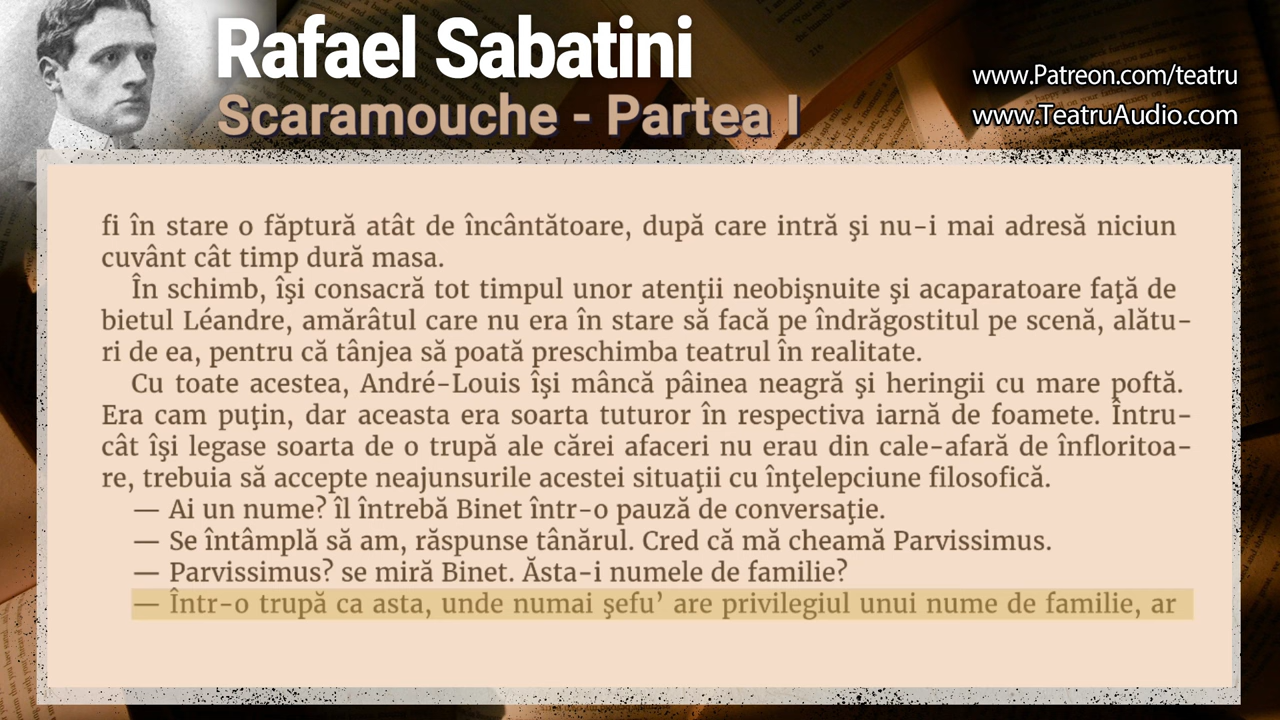 Rafael Sabatini
Scaramouche - Partea I
www.Patreon.com/teatru
www.TeatruAudio.com
fi în stare o făptură atât de încântătoare, după care intră şi nu-i mai adresă niciun
cuvânt cât timp dură masa.
În schimb, îşi consacră tot timpul unor atenţii neobişnuite şi acaparatoare faţă de
bietul Léandre, amărâtul care nu era în stare să facă pe îndrăgostitul pe scenă, alătu-
ri de ea, pentru că tânjea să poată preschimba teatrul în realitate.
Cu toate acestea, André-Louis îşi mâncă pâinea neagră şi heringii cu mare poftă.
Era cam puţin, dar aceasta era soarta tuturor în respectiva iarnă de foamete. Întru-
cât îşi legase soarta de o trupă ale cărei afaceri nu erau din cale-afară de înfloritoa-
re, trebuia să accepte neajunsurile acestei situaţii cu înţelepciune filosofică.
— Ai un nume? îl întrebă Binet într-o pauză de conversaţie.
— Se întâmplă să am, răspunse tânărul. Cred că mă cheamă Parvissimus.
— Parvissimus? se miră Binet. Ăsta-i numele de familie?
— Într-o trupă ca asta, unde numai şefu’ are privilegiul unui nume de familie, ar